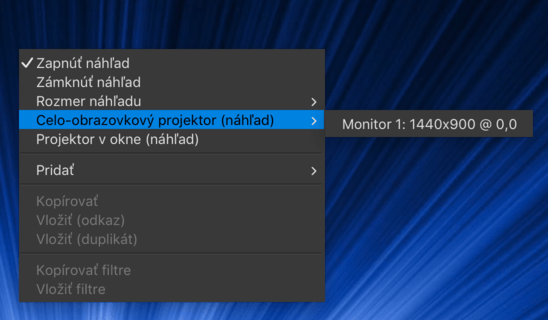 Zapnúť náhľad
Zámknúť náhľad
Rozmer náhľadu
Celo-obrazovkový projektor (náhľad)
Monitor 1: 1440x900 @ 0,0
Projektor v okne (náhľad)
Pridať
Kopírovať
Vložiť (odkaz)
Vložiť (duplikát)
Kopírovať filtre
Vložiť filtre